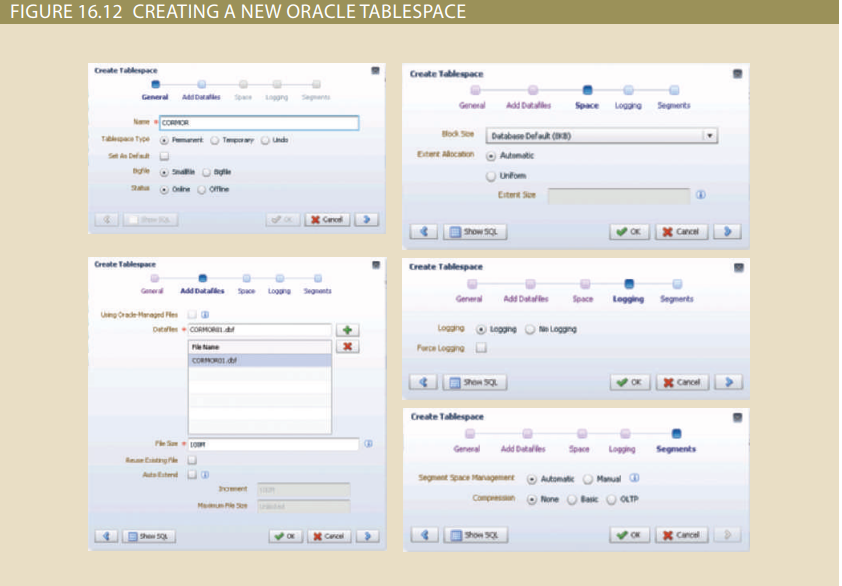 FIGURE 16.12 CREATING A NEW ORACLE TABLESPACE
Create Tablespace
General Add Datafiles Space Logging Segments
Name * CORMOR
Tablespace Type Permanent Temporary Undo
Set As Default
Bigfile Smallfile Bigfile
Status Online Offline
Show SQL OK Cancel
Create Tablespace
General Add Datafiles Space Logging Segments
Using Oracle-Managed Files
Datafiles * CORMOR01.dbf
File Name
CORMOR01.dbf
File Size * 100M
Reuse Existing File
Auto Extend
Increment 100M
Maximum File Size Unlimited
Show SQL OK Cancel
Create Tablespace
General Add Datafiles Space Logging Segments
Block Size Database Default (8KB)
Extent Allocation Automatic
Uniform
Extent Size
Show SQL OK Cancel
Create Tablespace
General Add Datafiles Space Logging Segments
Logging Logging No Logging
Force Logging
Show SQL OK Cancel
Create Tablespace
General Add Datafiles Space Logging Segments
Segment Space Management Automatic Manual
Compression None Basic OLTP
Show SQL OK Cancel